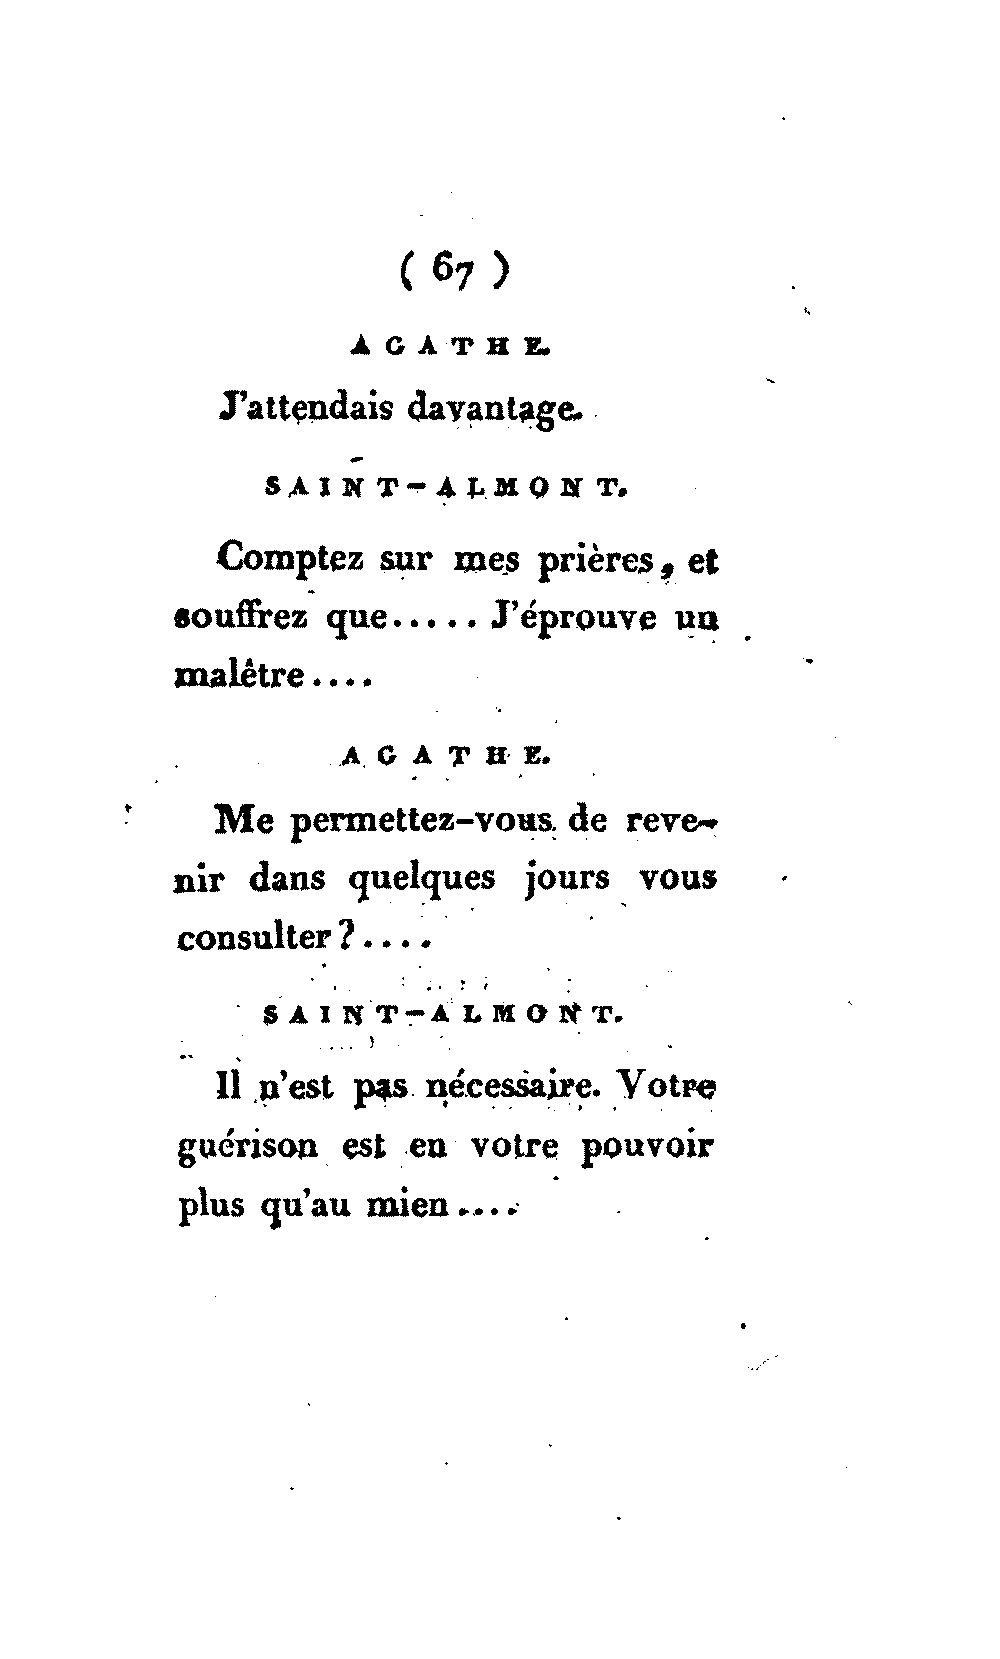 ( 67 )
AGATHE.
J'attendais davantage.
SAINT-ALMONT.
Comptez sur mes prières, et
souffrez que..... J'éprouve un
malêtre....
AGATHE.
Me permettez-vous de reve-
nir dans quelques jours vous
consulter?....
SAINT-ALMONT.
Il n'est pas nécessaire. Votre
guérison est en votre pouvoir
plus qu'au mien....